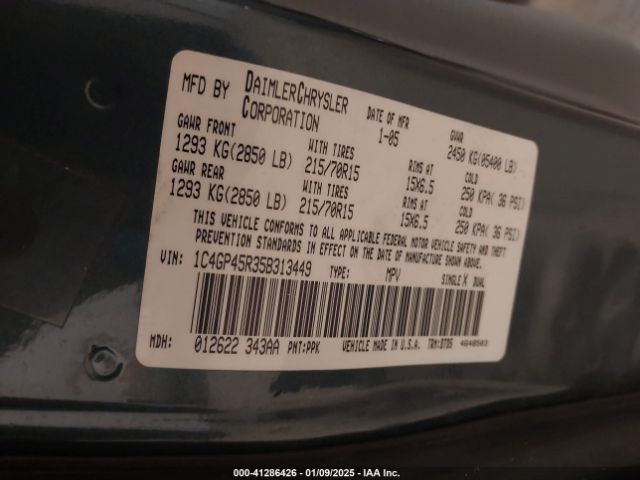 MFD BY DAIMLERCHRYSLER CORPORATION
DATE OF MFR 1-05
GVWR 2450 KG(05400 LB)
GAWR FRONT 1293 KG(2850 LB)
WITH TIRES 215/70R15
RIMS AT 15X6.5
COLD 250 KPA( 36 PSI)
GAWR REAR 1293 KG(2850 LB)
WITH TIRES 215/70R15
RIMS AT 15X6.5
COLD 250 KPA( 36 PSI)
THIS VEHICLE CONFORMS TO ALL APPLICABLE FEDERAL MOTOR VEHICLE SAFETY AND THEFT
PREVENTION STANDARDS IN EFFECT ON THE DATE OF MANUFACTURE SHOWN ABOVE.
VIN: 1C4GP45R35B313449 TYPE: MPV SINGLE X DUAL
MDH: 012622 343AA PNT:PPK VEHICLE MADE IN U.S.A. TRM:DTD5 4648503
© - 41286426 - 01/09/2025 - IAA Inc.